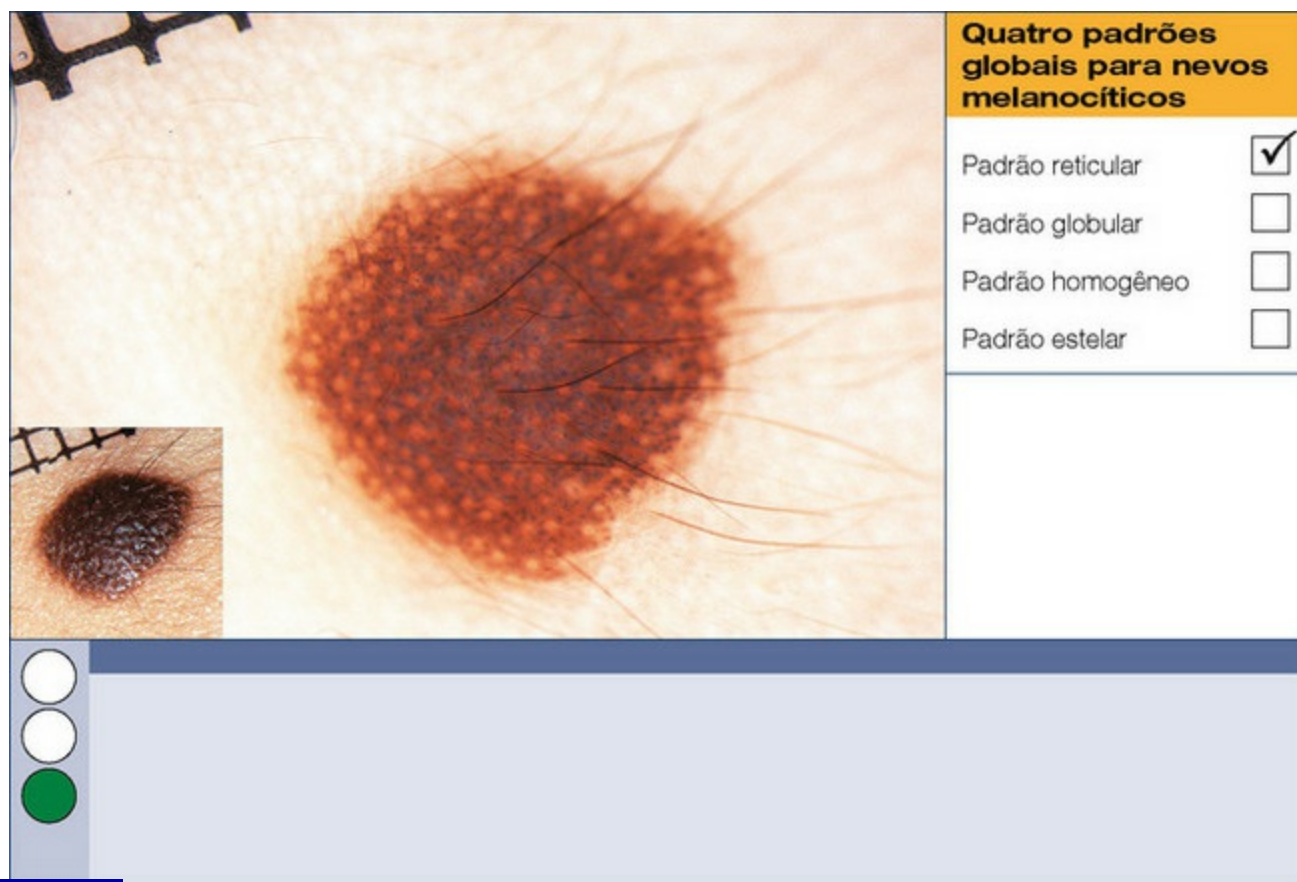 Quatro padrões
globais para nevos
melanocíticos
Padrão reticular
Padrão globular
Padrão homogêneo
Padrão estelar